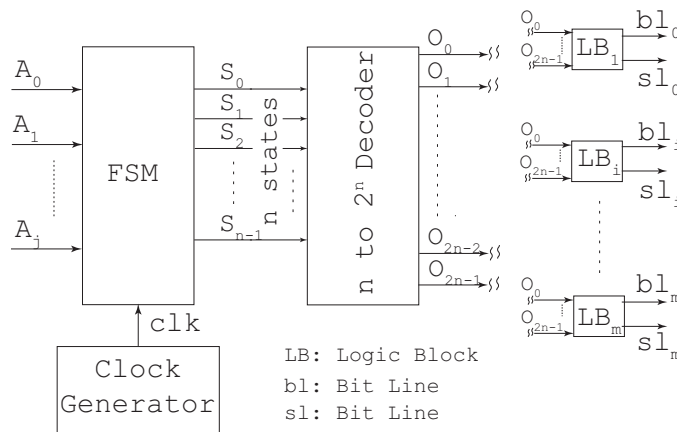 A0
A1
Aj
FSM
clk
Clock
Generator
S0
S1
S2
Sn-1
n states
n to 2^n Decoder
O0
O1
O2n-2
O2n-1
O0
O2n-1
LB1
bl0
sl0
O0
O2n-1
LBi
bli
sli
O0
O2n-1
LBm
blm
slm
LB: Logic Block
bl: Bit Line
sl: Bit Line